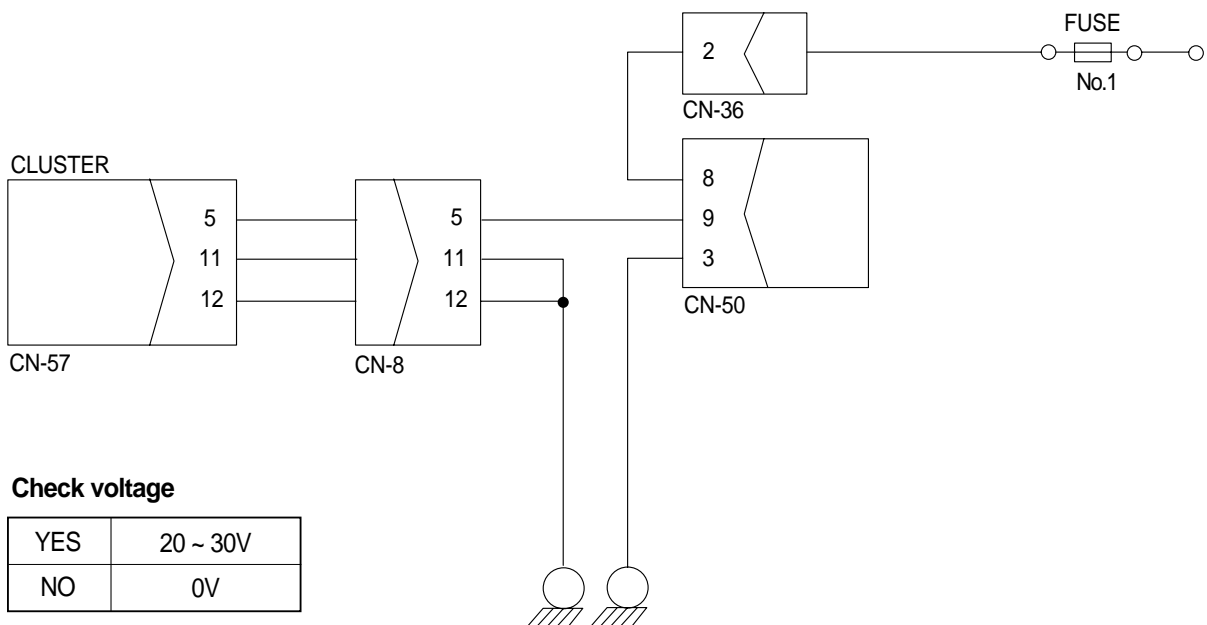 FUSE
2
No.1
CN-36
CLUSTER
8
5 5 9
11 11 3
12 12
CN-50
CN-57 CN-8
Check voltage
YES 20 ~ 30V
NO 0V